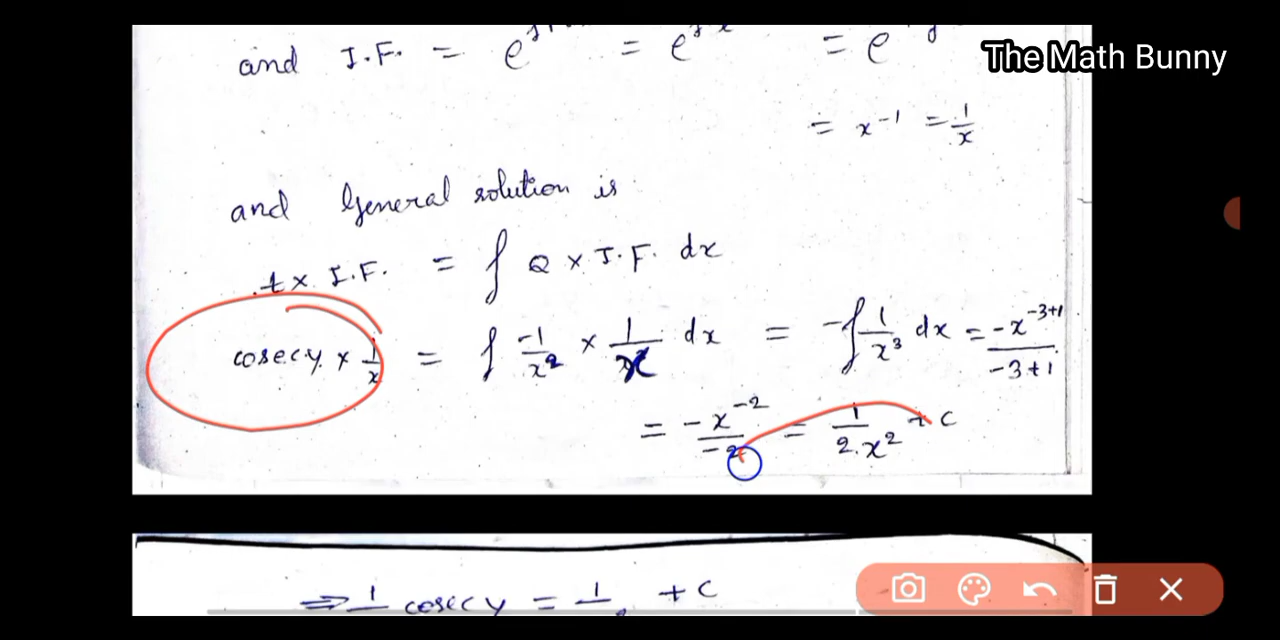 The Math Bunny
and I.F. = e = e = e
= x⁻¹ = 1/x
and General solution is
t × I.F. = ∫ Q × I.F. dx
cosec y × 1/x = ∫ -1/x² × 1/x dx = -∫ 1/x³ dx = -x⁻³⁺¹/-3+1
= -x⁻²/-2 = 1/2.x² + c
⇒ 1 cosec y = 1 + c